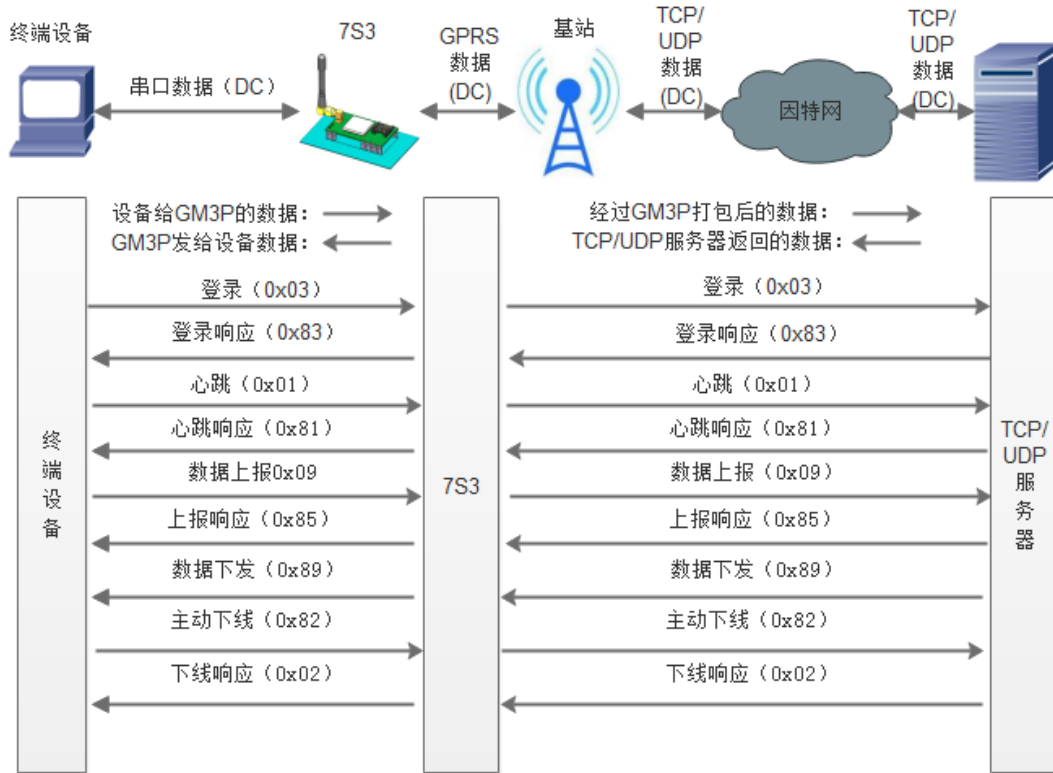 终端设备
7S3
基站
串口数据（DC）
GPRS
数据
(DC)
TCP/
UDP
数据
(DC)
因特网
TCP/
UDP
数据
(DC)
设备给GM3P的数据：
GM3P发给设备数据：
经过GM3P打包后的数据：
TCP/UDP服务器返回的数据：
登录（0x03）
登录（0x03）
登录响应（0x83）
登录响应（0x83）
心跳（0x01）
心跳（0x01）
心跳响应（0x81）
心跳响应（0x81）
数据上报0x09
数据上报（0x09）
上报响应（0x85）
上报响应（0x85）
数据下发（0x89）
数据下发（0x89）
主动下线（0x82）
主动下线（0x82）
下线响应（0x02）
下线响应（0x02）
终
端
设
备
7S3
TCP/
UDP
服
务
器